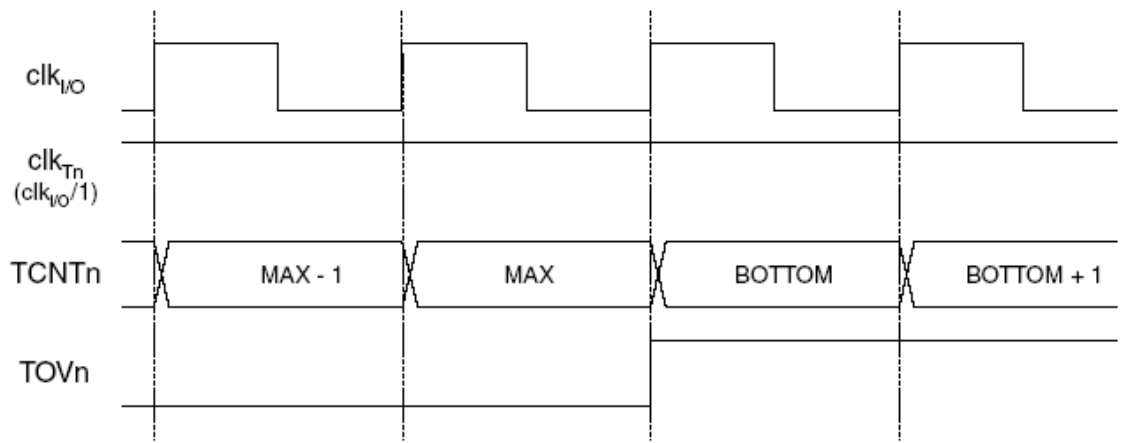 clkI/O
clkTn
(clkI/O/1)
TCNTn MAX - 1 MAX BOTTOM BOTTOM + 1
TOVn